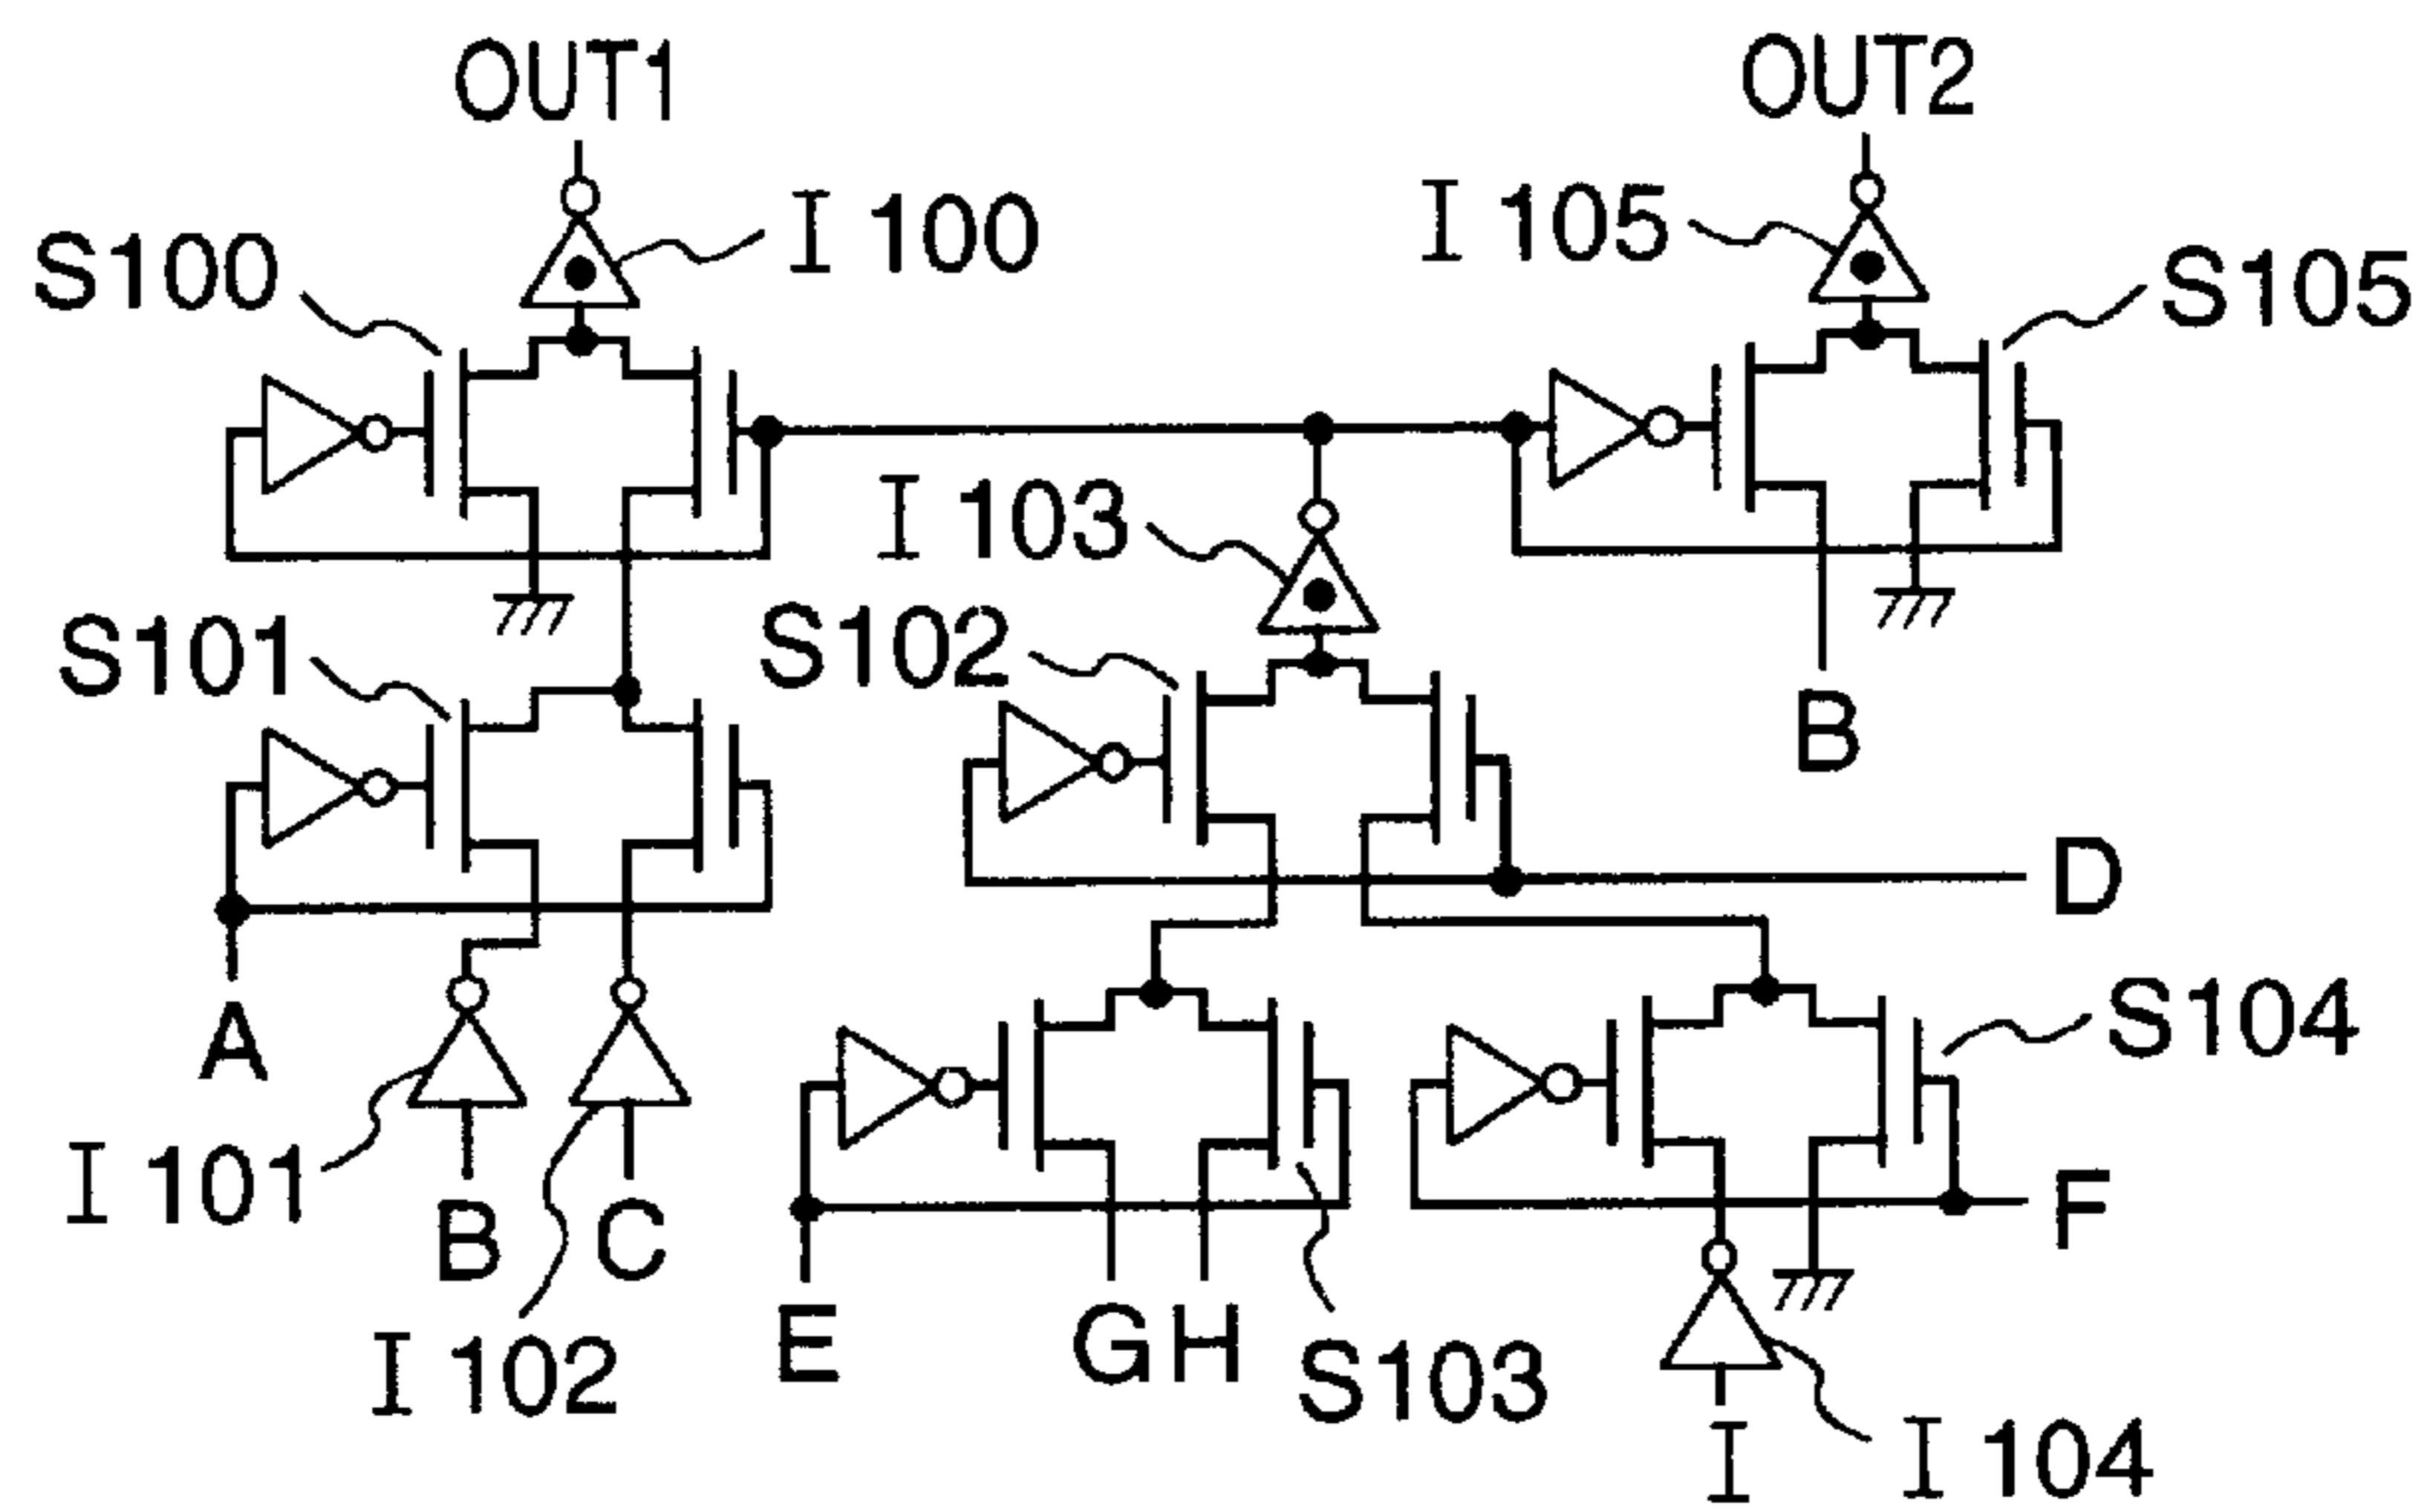 OUT1
OUT2
I 100
I 105
S100
S105
I 103
S101
S102
B
D
A
S104
I 101
B
C
F
I 102
E
G
H
S103
I
I 104